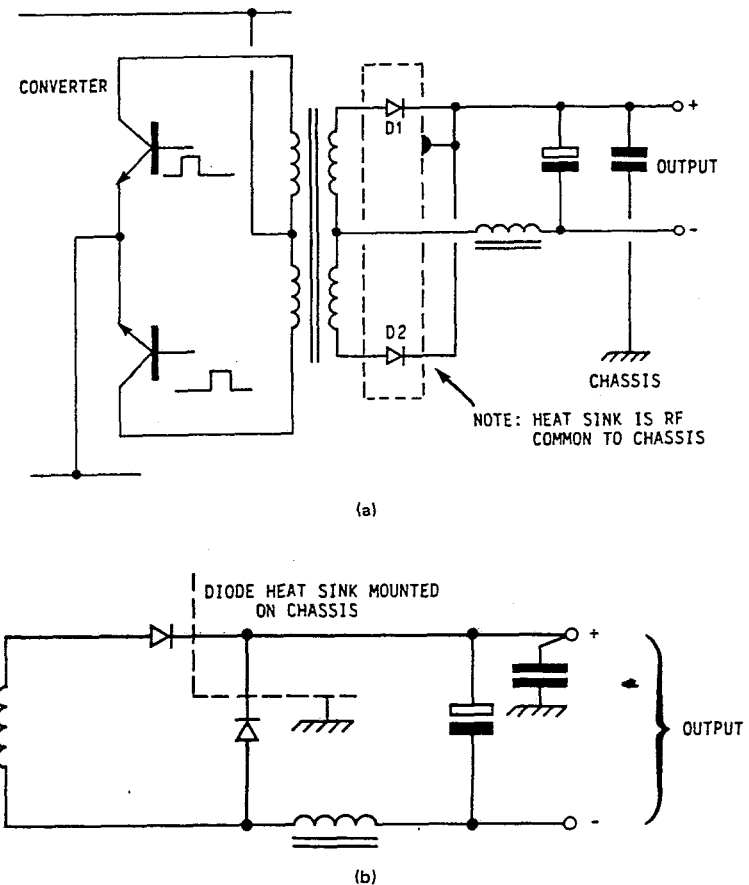 CONVERTER
D1
+
OUTPUT
-
D2
CHASSIS
NOTE: HEAT SINK IS RF
COMMON TO CHASSIS
(a)
DIODE HEAT SINK MOUNTED
ON CHASSIS
+
OUTPUT
-
(b)